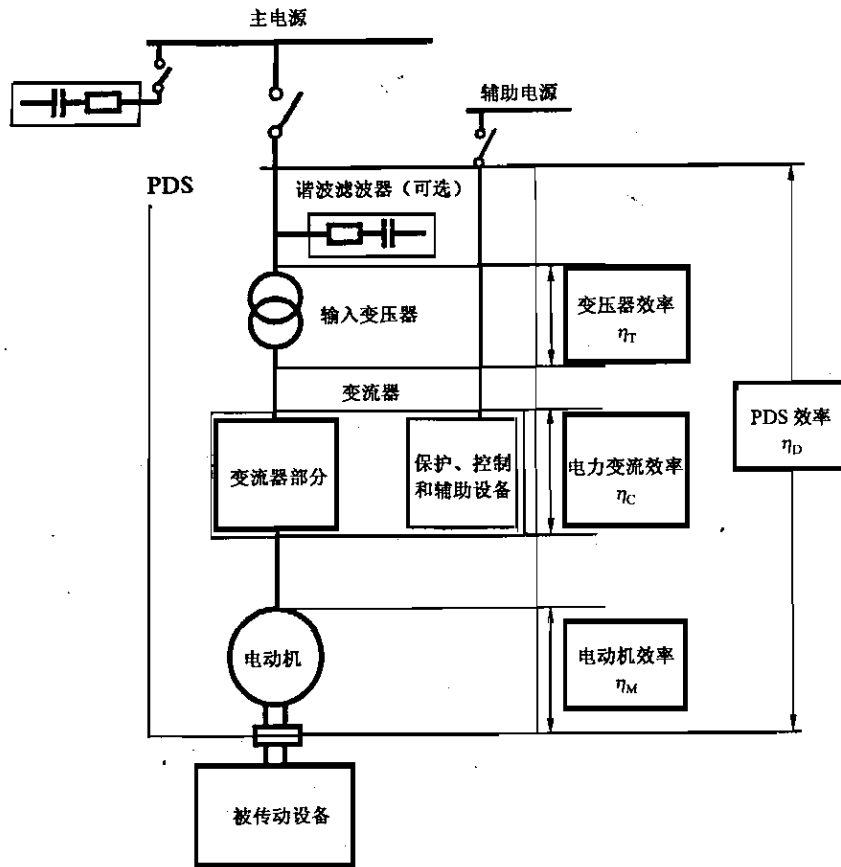 主电源
辅助电源
PDS
谐波滤波器（可选）
输入变压器
变压器效率
ηT
变流器
PDS 效率
ηD
变流器部分
保护、控制
和辅助设备
电力变流效率
ηC
电动机
电动机效率
ηM
被传动设备